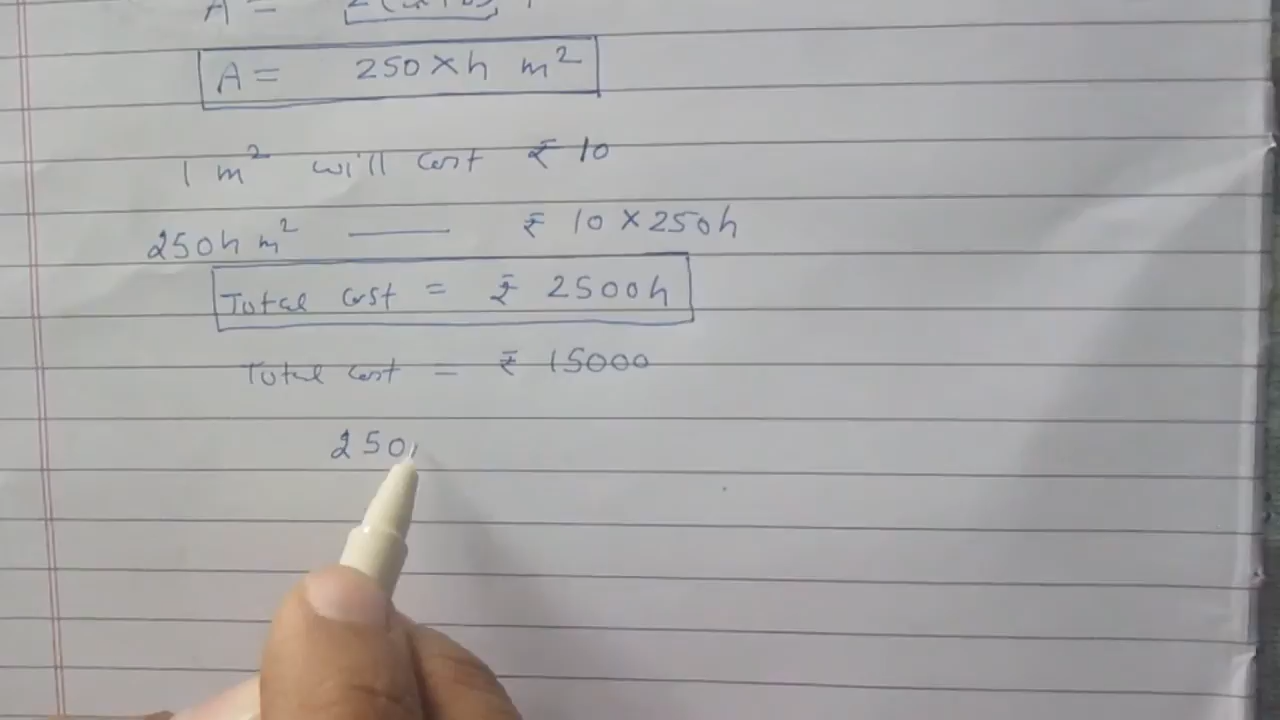 A =
A = 250 × h m²
1 m² will cost ₹ 10
250h m² —— ₹ 10 × 250h
Total cost = ₹ 2500h
Total cost = ₹ 15000
250